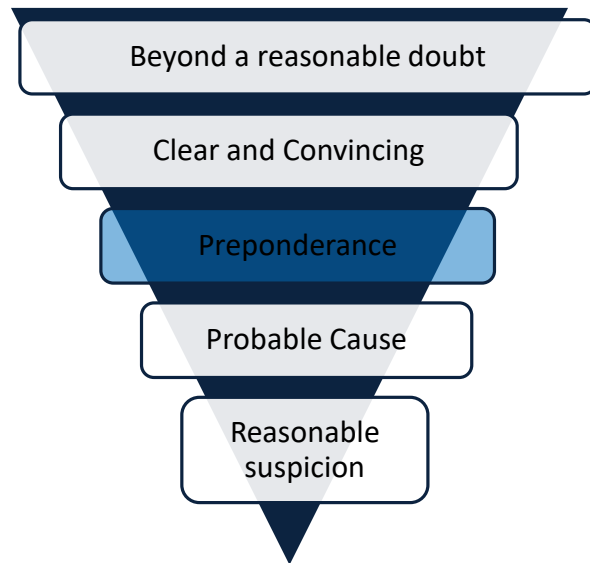 Beyond a reasonable doubt
Clear and Convincing
Preponderance
Probable Cause
Reasonable
suspicion